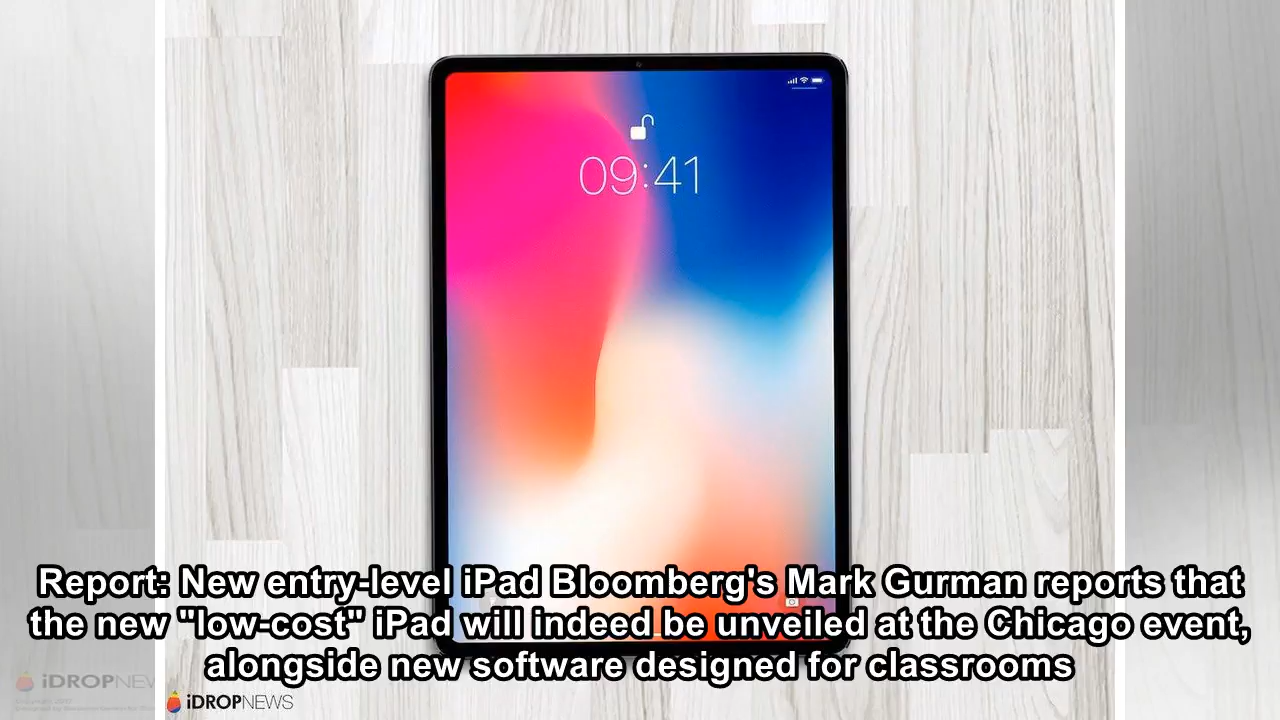 09:41
Report: New entry-level iPad Bloomberg's Mark Gurman reports that
the new "low-cost" iPad will indeed be unveiled at the Chicago event,
alongside new software designed for classrooms
iDROPNEWS
iDROPNEW